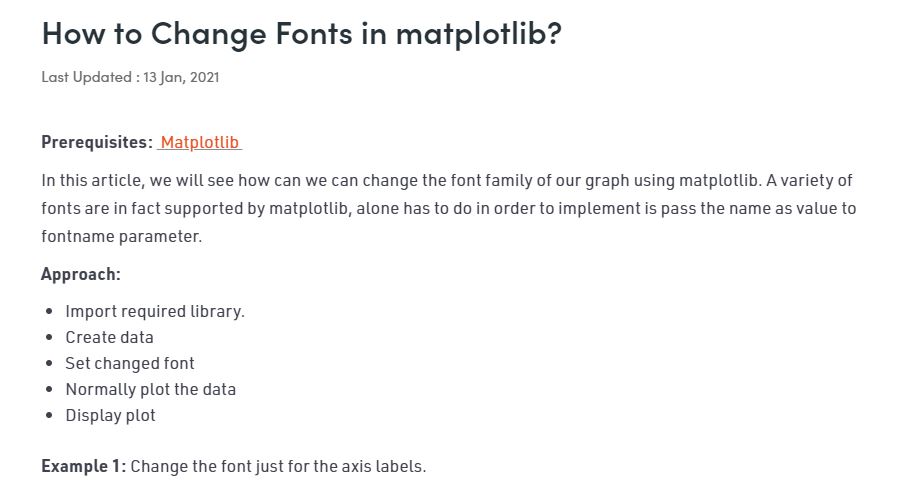 How to Change Fonts in matplotlib?
Last Updated : 13 Jan, 2021
Prerequisites: Matplotlib
In this article, we will see how can we can change the font family of our graph using matplotlib. A variety of
fonts are in fact supported by matplotlib, alone has to do in order to implement is pass the name as value to
fontname parameter.
Approach:
• Import required library.
• Create data
• Set changed font
• Normally plot the data
• Display plot
Example 1: Change the font just for the axis labels.